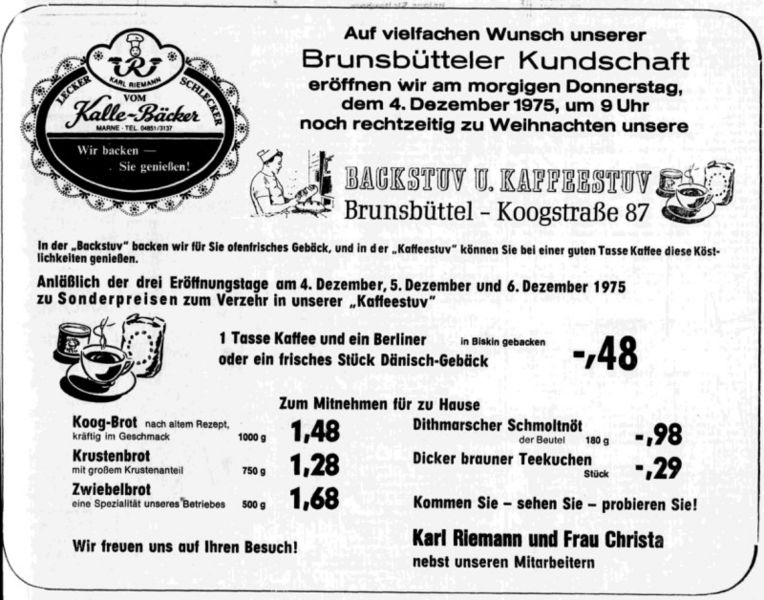 Auf vielfachen Wunsch unserer
Brunsbütteler Kundschaft
eröffnen wir am morgigen Donnerstag,
dem 4. Dezember 1975, um 9 Uhr
noch rechtzeitig zu Weihnachten unsere
R
KARL RIEMANN
LECKER SCHLECKER
VOM
Kalle-Bäcker
MARNE · TEL. 04851/3137
Wir backen —
Sie genießen!
BACKSTUV U. KAFFEESTUV
Brunsbüttel – Koogstraße 87
In der „Backstuv" backen wir für Sie ofenfrisches Gebäck, und in der „Kaffeestuv" können Sie bei einer guten Tasse Kaffee diese Köst-
lichkeiten genießen.
Anläßlich der drei Eröffnungstage am 4. Dezember, 5. Dezember und 6. Dezember 1975
zu Sonderpreisen zum Verzehr in unserer „Kaffeestuv"
1 Tasse Kaffee und ein Berliner in Biskin gebacken
oder ein frisches Stück Dänisch-Gebäck -,48
Zum Mitnehmen für zu Hause
Koog-Brot nach altem Rezept,
kräftig im Geschmack 1000 g 1,48
Krustenbrot
mit großem Krustenanteil 750 g 1,28
Zwiebelbrot
eine Spezialität unseres Betriebes 500 g 1,68
Dithmarscher Schmoltnöt
der Beutel 180 g -,98
Dicker brauner Teekuchen
Stück -,29
Kommen Sie – sehen Sie – probieren Sie!
Wir freuen uns auf Ihren Besuch!
Karl Riemann und Frau Christa
nebst unseren Mitarbeitern